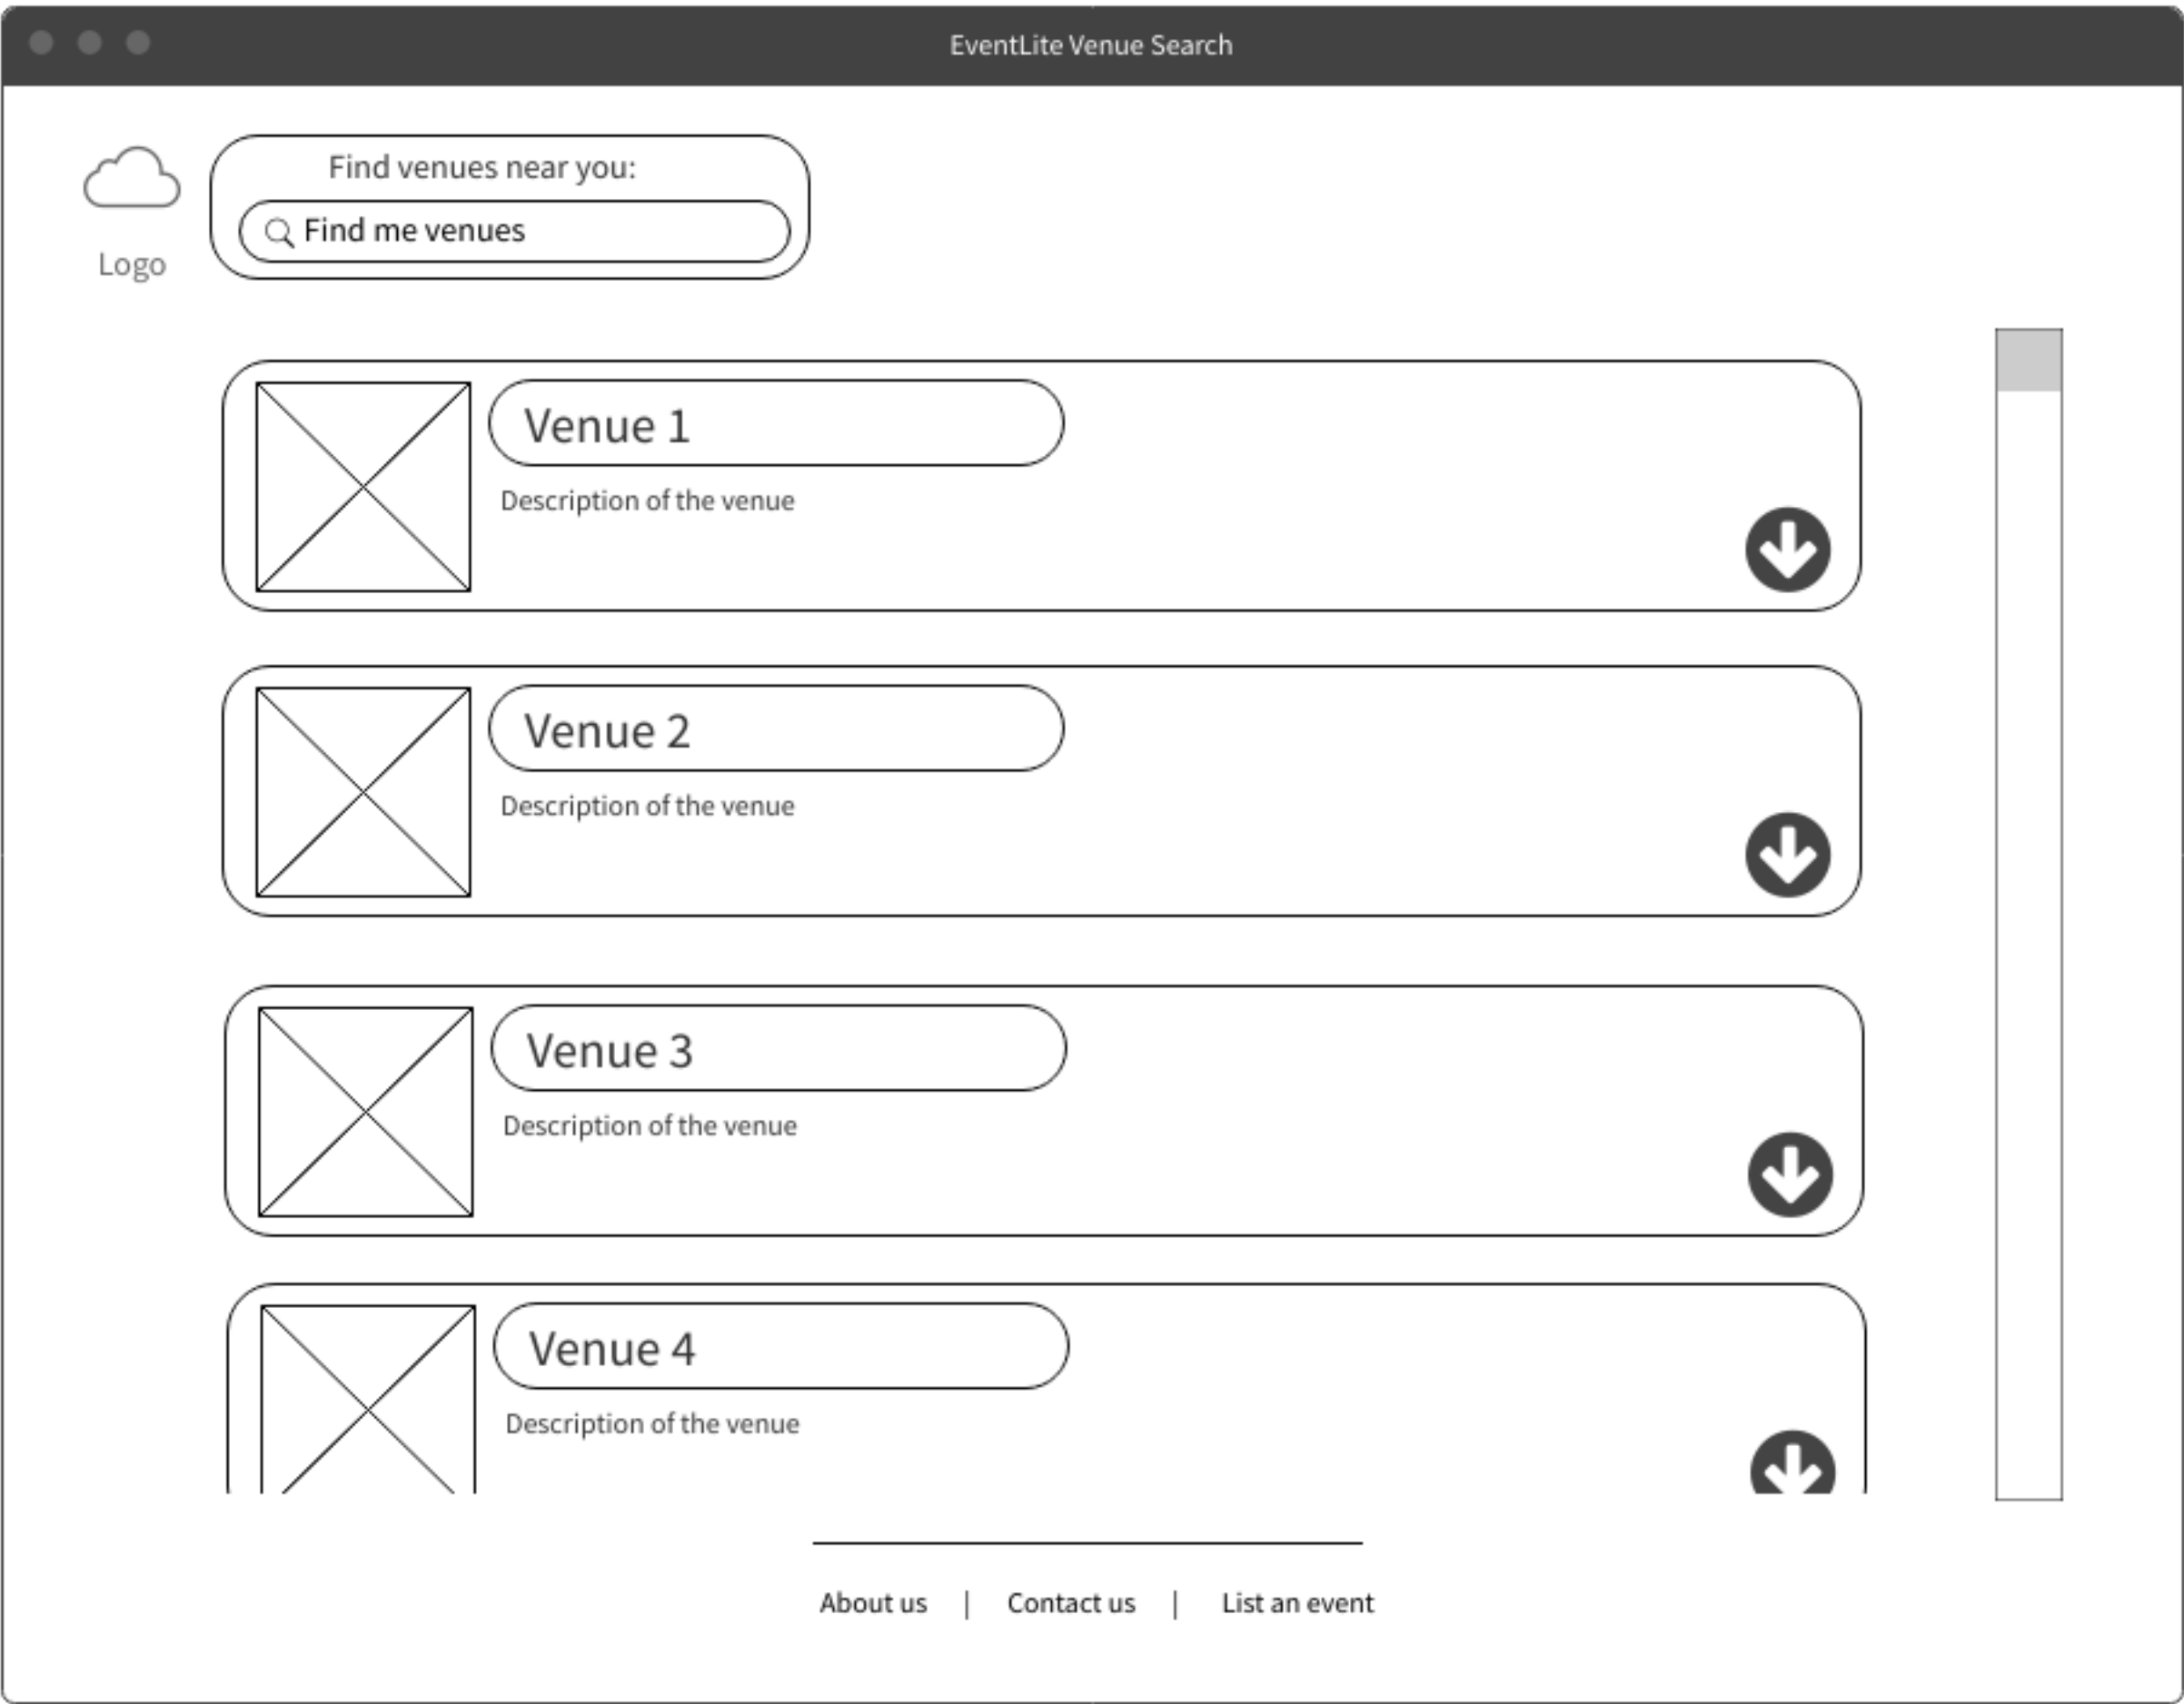 EventLite Venue Search
Find venues near you:
Find me venues
Logo
Venue 1
Description of the venue
Venue 2
Description of the venue
Venue 3
Description of the venue
Venue 4
Description of the venue
About us | Contact us | List an event